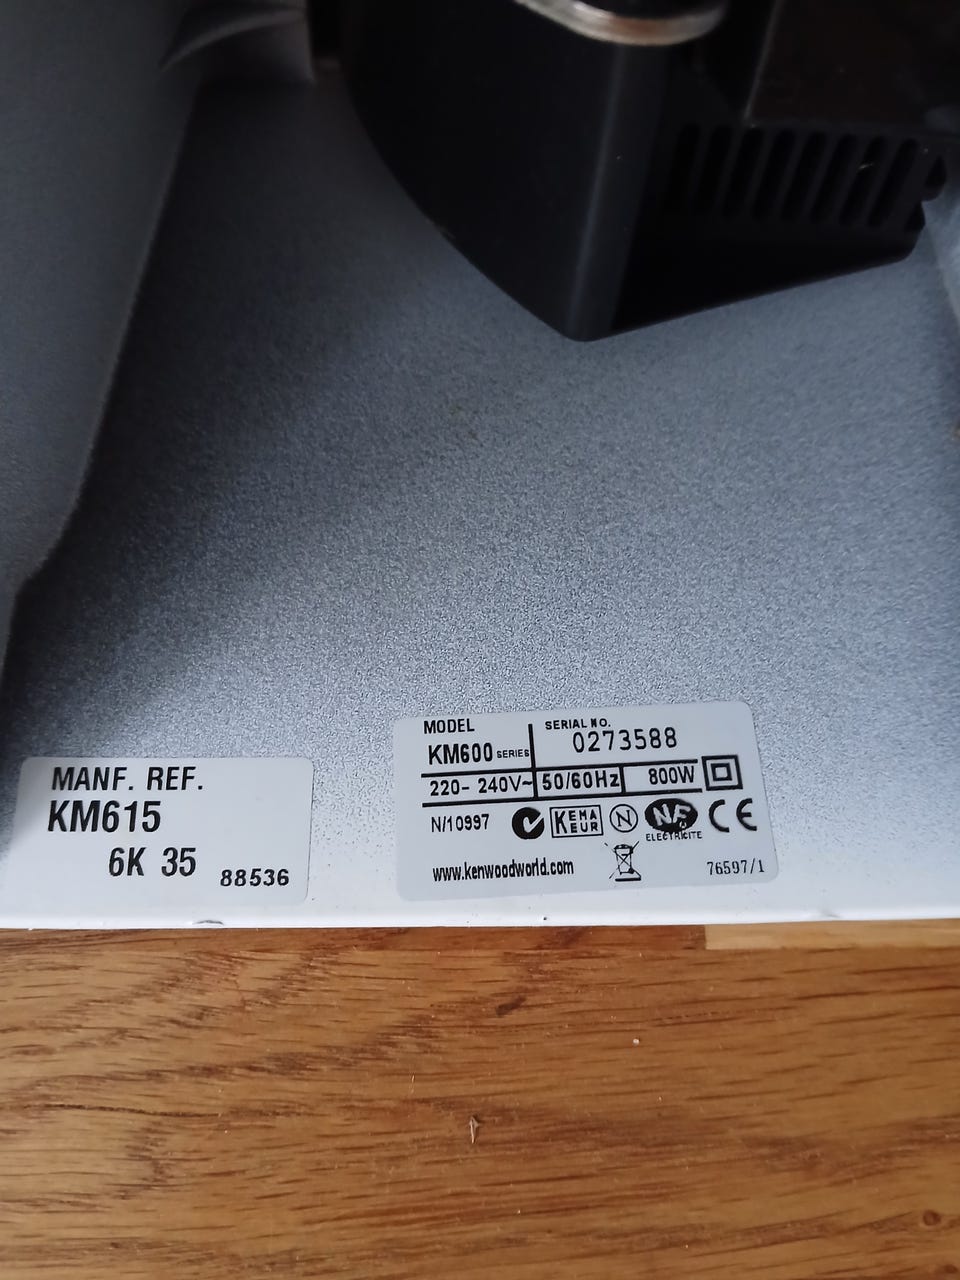 MANF. REF.
KM615
6K 35
88536
MODEL
KM600 SERIES
SERIAL NO.
0273588
220- 240V~ 50/60Hz 800W
N/10997
KEMA
EUR
N
NF
ELECTRICITE
CE
www.kenwoodworld.com
76597/1